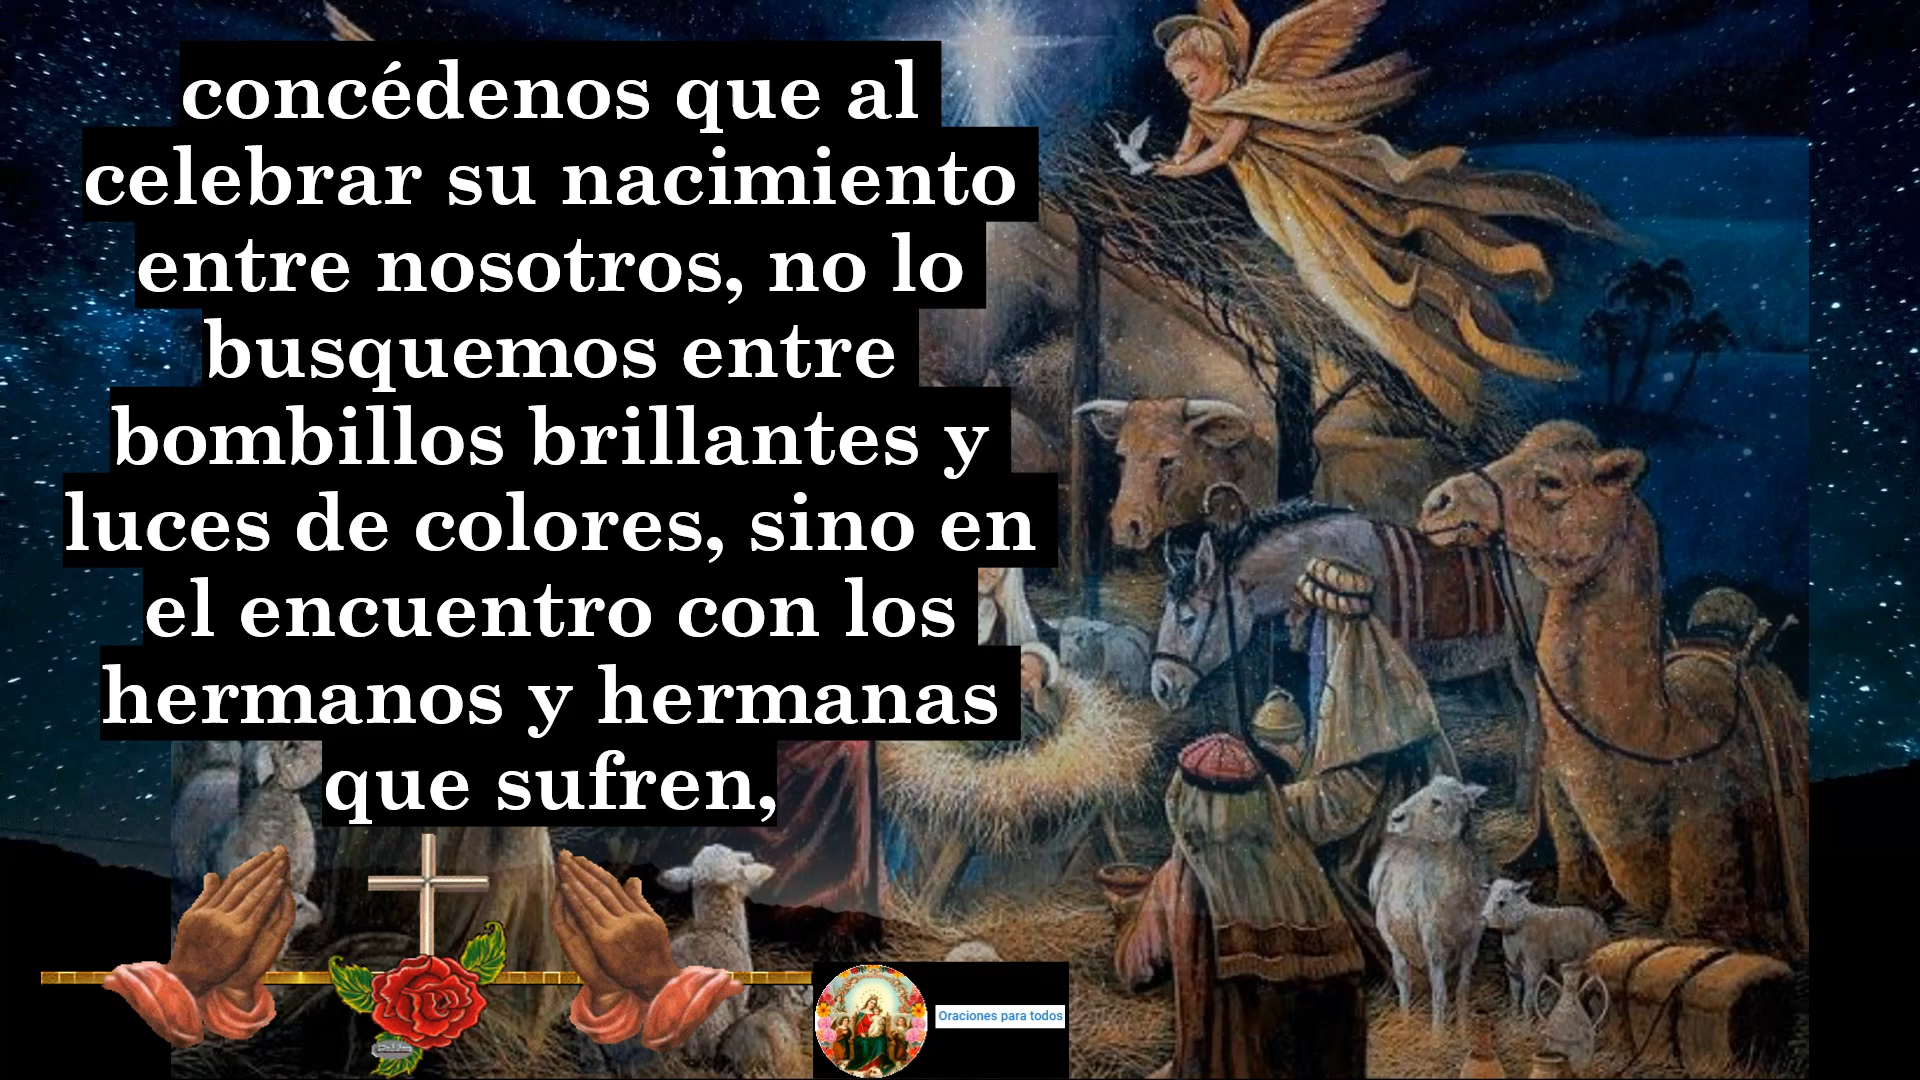 concédenos que al
celebrar su nacimiento
entre nosotros, no lo
busquemos entre
bombillos brillantes y
luces de colores, sino en
el encuentro con los
hermanos y hermanas
que sufren,
Oraciones para todos